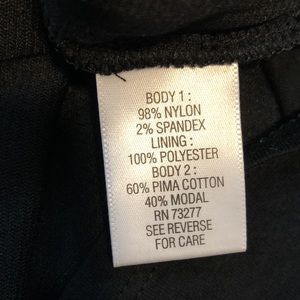 BODY 1 :
98% NYLON
2% SPANDEX
LINING :
100% POLYESTER
BODY 2 :
60% PIMA COTTON
40% MODAL
RN 73277
SEE REVERSE
FOR CARE